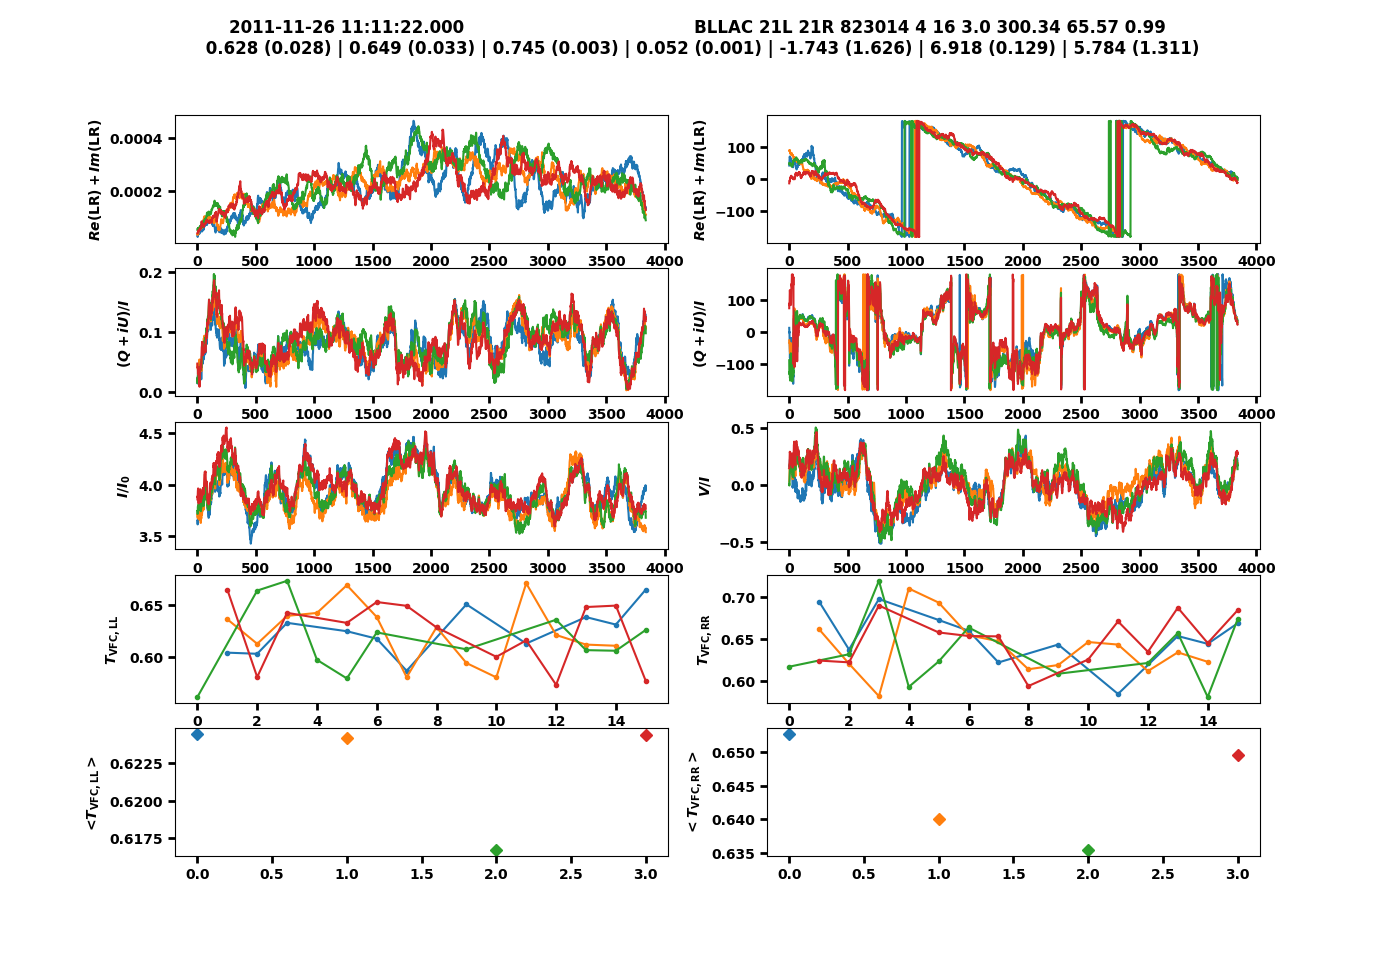 2011-11-26 11:11:22.000 BLLAC 21L 21R 823014 4 16 3.0 300.34 65.57 0.99
0.628 (0.028) | 0.649 (0.033) | 0.745 (0.003) | 0.052 (0.001) | -1.743 (1.626) | 6.918 (0.129) | 5.784 (1.311)
Re(LR) + Im(LR)
0.0004
0.0002
0 500 1000 1500 2000 2500 3000 3500 4000
Re(LR) + Im(LR)
100
0
−100
0 500 1000 1500 2000 2500 3000 3500 4000
(Q + iU)/I
0.2
0.1
0.0
0 500 1000 1500 2000 2500 3000 3500 4000
(Q + iU)/I
100
0
−100
0 500 1000 1500 2000 2500 3000 3500 4000
I/I0
4.5
4.0
3.5
0 500 1000 1500 2000 2500 3000 3500 4000
V/I
0.5
0.0
−0.5
0 500 1000 1500 2000 2500 3000 3500 4000
TVFC, LL
0.65
0.60
0 2 4 6 8 10 12 14
TVFC, RR
0.70
0.65
0.60
0 2 4 6 8 10 12 14
<TVFC, LL >
0.6225
0.6200
0.6175
0.0 0.5 1.0 1.5 2.0 2.5 3.0
< TVFC, RR >
0.650
0.645
0.640
0.635
0.0 0.5 1.0 1.5 2.0 2.5 3.0